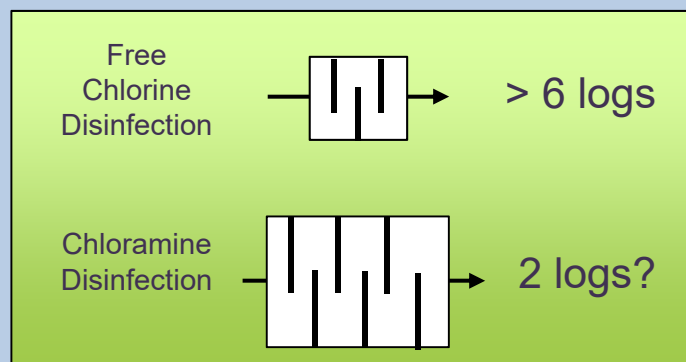 Free
Chlorine
Disinfection
> 6 logs
Chloramine
Disinfection
2 logs?